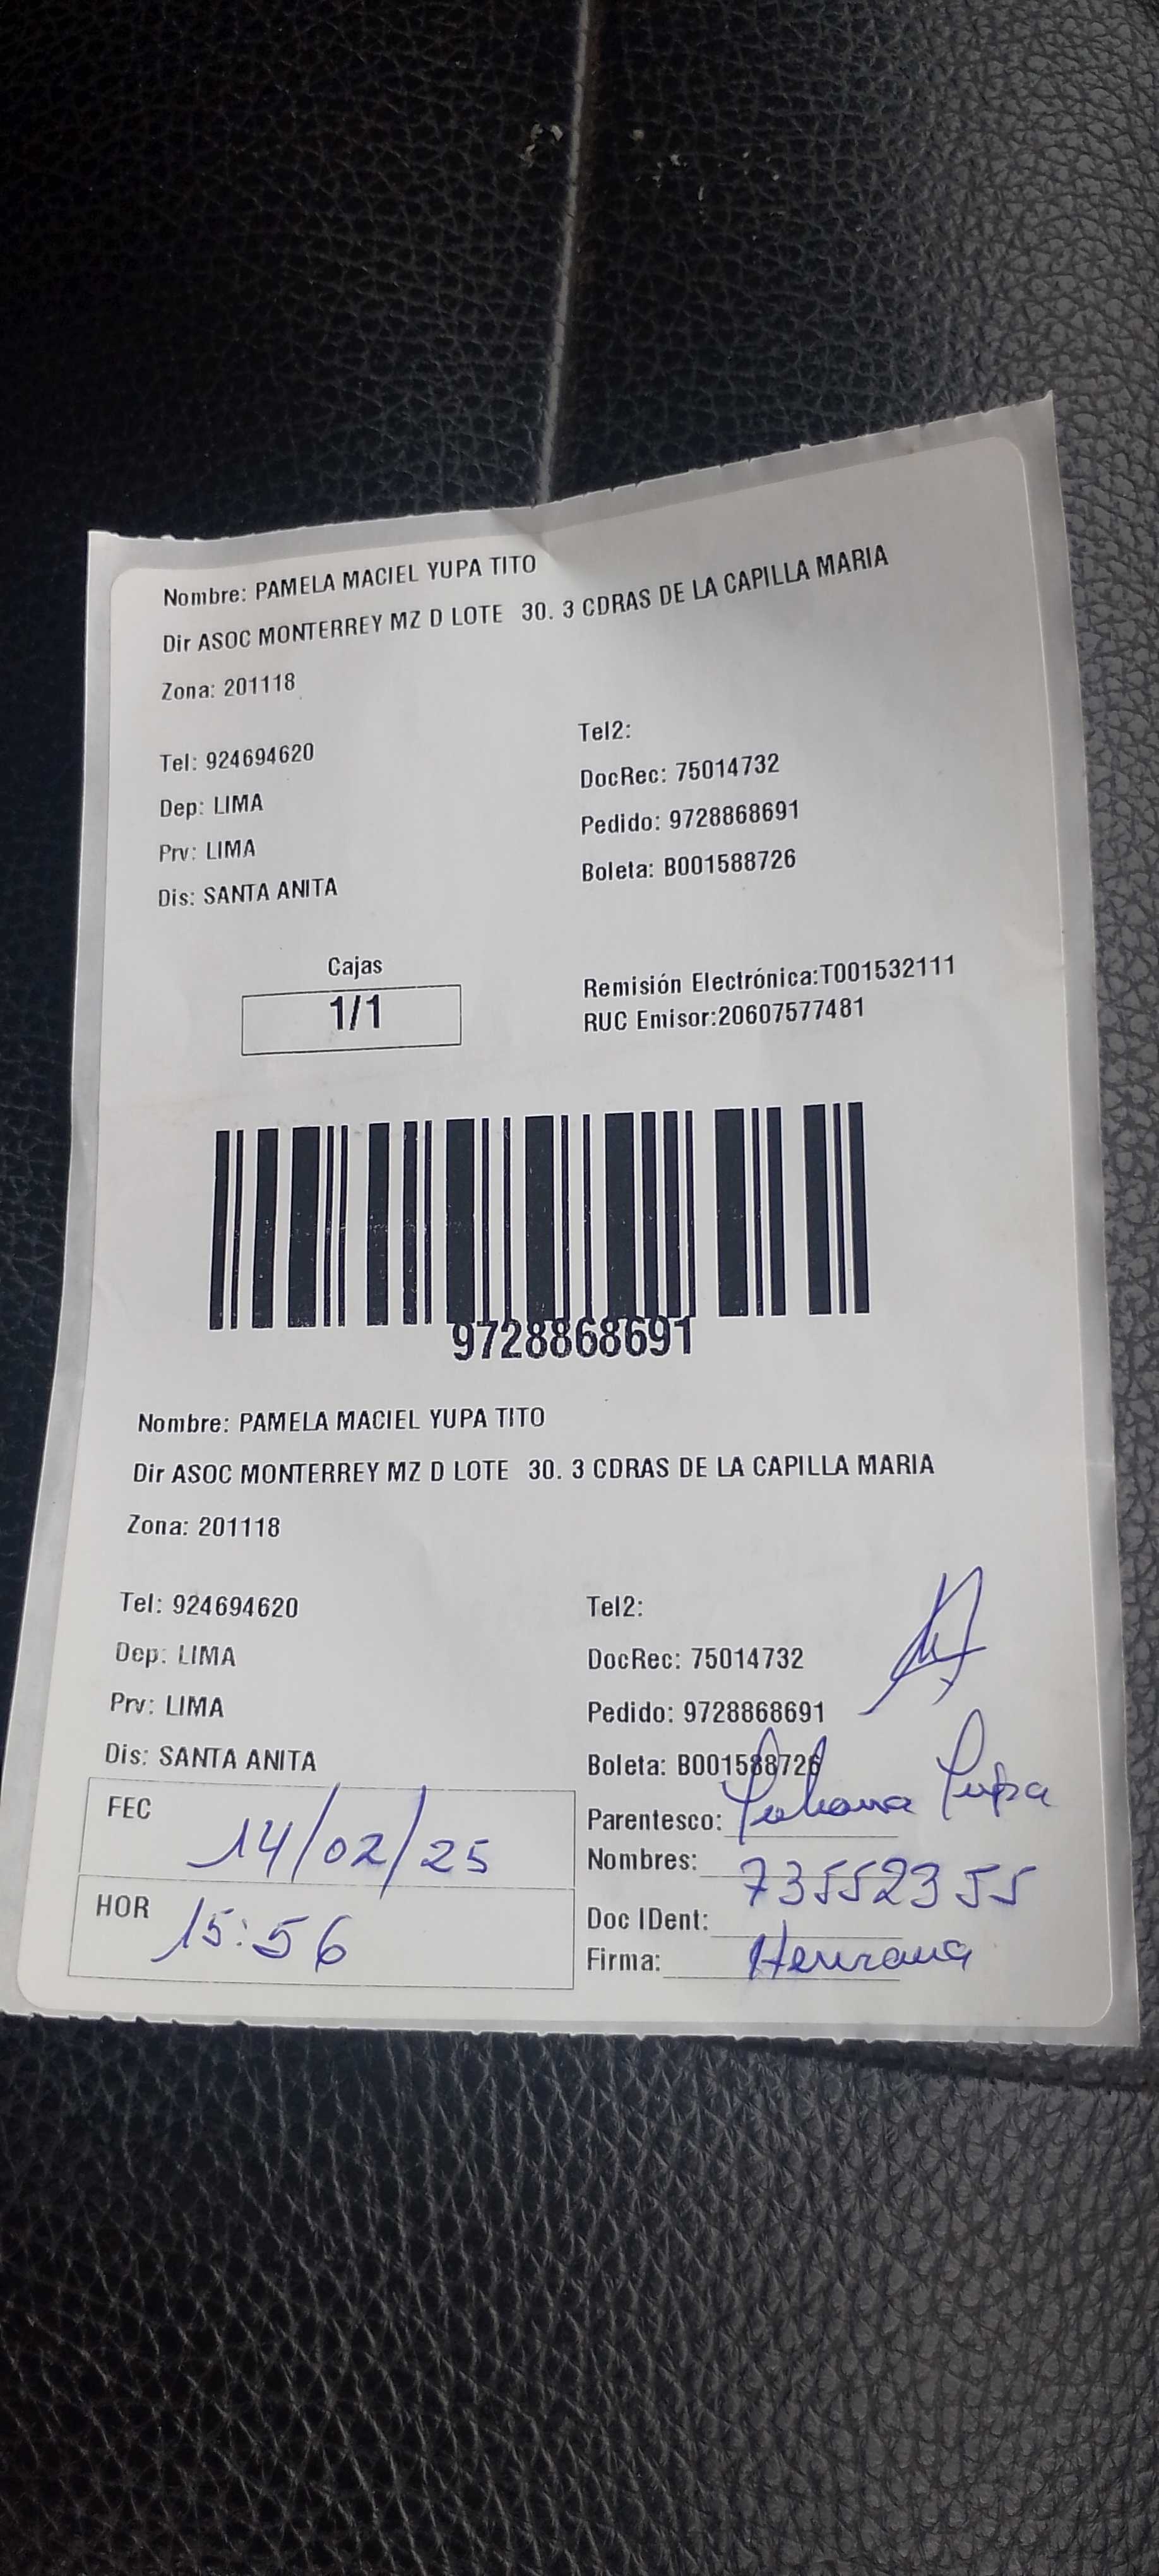 Nombre: PAMELA MACIEL YUPA TITO
Dir ASOC MONTERREY MZ D LOTE 30. 3 CDRAS DE LA CAPILLA MARIA
Zona: 201118
Tel: 924694620
Tel2:
Dep: LIMA
DocRec: 75014732
Prv: LIMA
Pedido: 9728868691
Dis: SANTA ANITA
Boleta: B001588726
Cajas
1/1
Remisión Electrónica:T001532111
RUC Emisor:20607577481
9728868691
Nombre: PAMELA MACIEL YUPA TITO
Dir ASOC MONTERREY MZ D LOTE 30. 3 CDRAS DE LA CAPILLA MARIA
Zona: 201118
Tel: 924694620
Tel2:
Dep: LIMA
DocRec: 75014732
Prv: LIMA
Pedido: 9728868691
Dis: SANTA ANITA
Boleta: B001588726
FEC 14/02/25
HOR 15:56
Parentesco: Yupa
Nombres: 73552355
Doc IDent:
Firma: Hermana